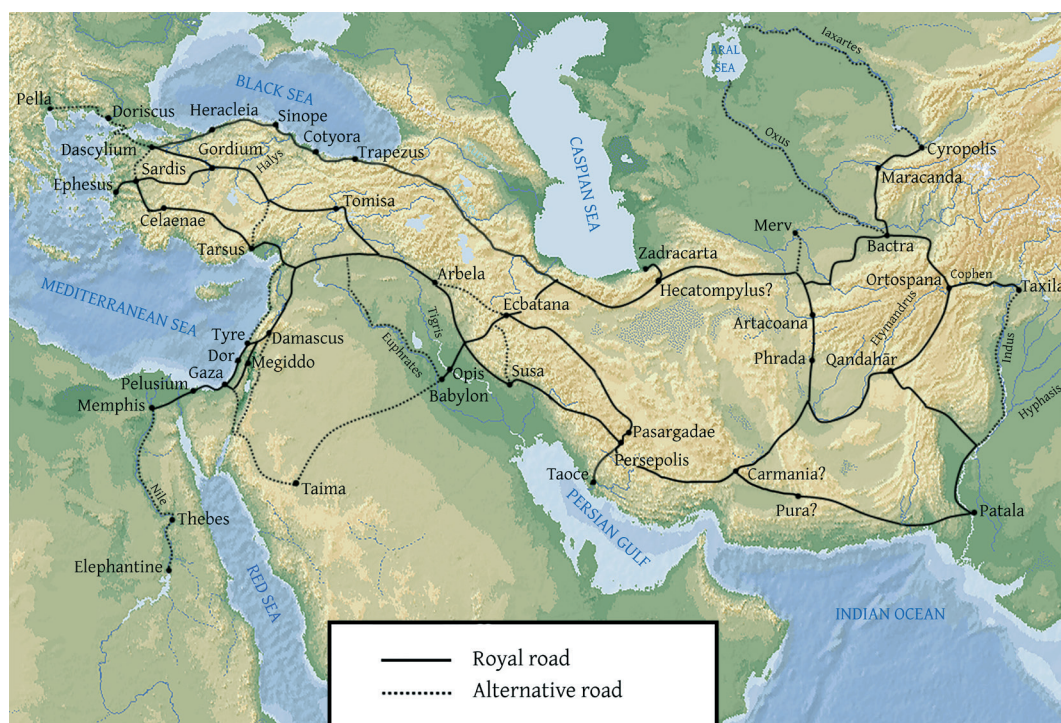 Iaxartes
ARAL
SEA
BLACK SEA
Pella
Doriscus
Heracleia
Sinope
Cotyora
Trapezus
Dascylium
Gordium
Halys
Oxus
Cyropolis
Maracanda
CASPIAN SEA
Sardis
Ephesus
Celaenae
Tomisa
Tarsus
Merv
Bactra
Zadracarta
Hecatompylus?
Arbela
Ecbatana
Ortospana
Cophen
Taxila
MEDITERRANEAN SEA
Tigris
Euphrates
Artacoana
Etymandrus
Indus
Tyre
Damascus
Dor
Megiddo
Gaza
Pelusium
Memphis
Opis
Babylon
Susa
Phrada
Qandahār
Hyphasis
Pasargadae
Persepolis
Taoce
Carmania?
Pura?
Patala
Taima
Nile
Thebes
Elephantine
RED SEA
PERSIAN GULF
INDIAN OCEAN
Royal road
Alternative road